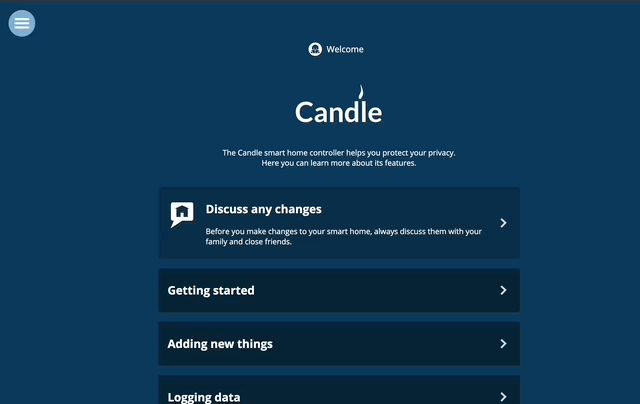 Welcome
Candle
The Candle smart home controller helps you protect your privacy.
Here you can learn more about its features.
Discuss any changes
Before you make changes to your smart home, always discuss them with your
family and close friends.
Getting started
Adding new things
Logging data